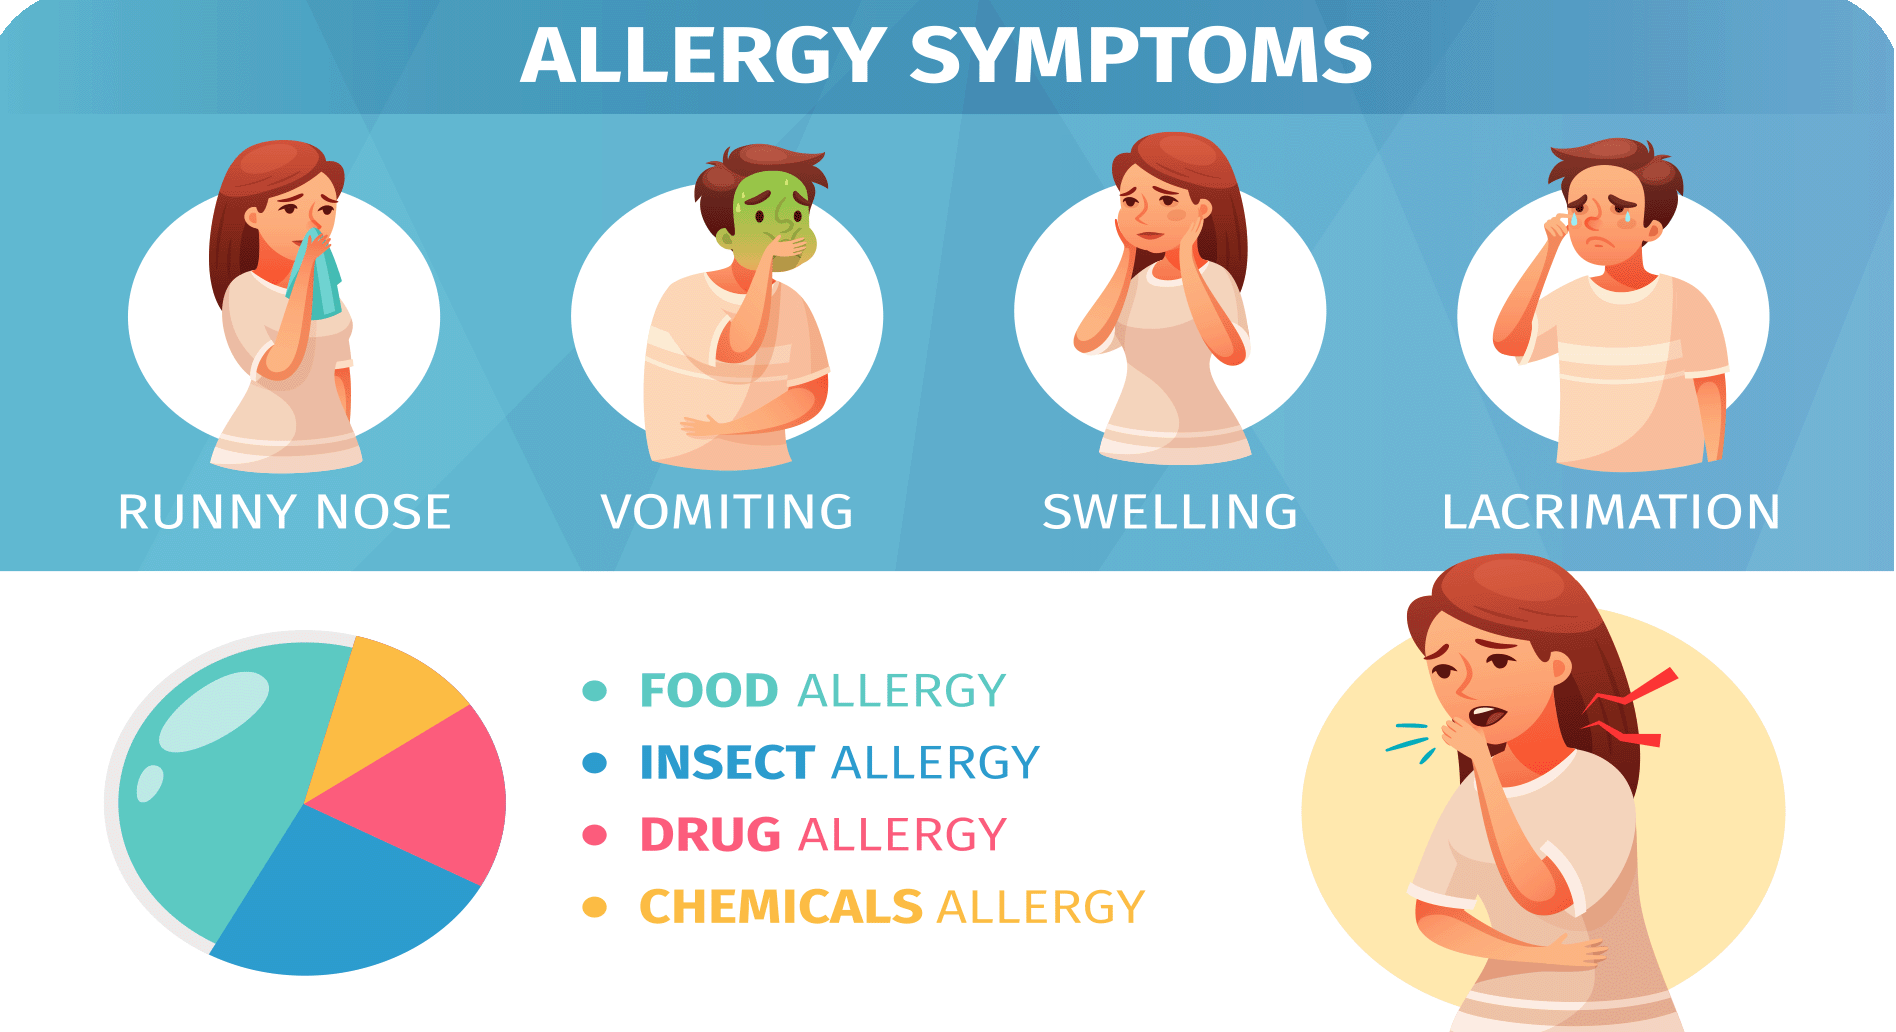 ALLERGY SYMPTOMS
RUNNY NOSE
VOMITING
SWELLING
LACRIMATION
FOOD ALLERGY
INSECT ALLERGY
DRUG ALLERGY
CHEMICALS ALLERGY